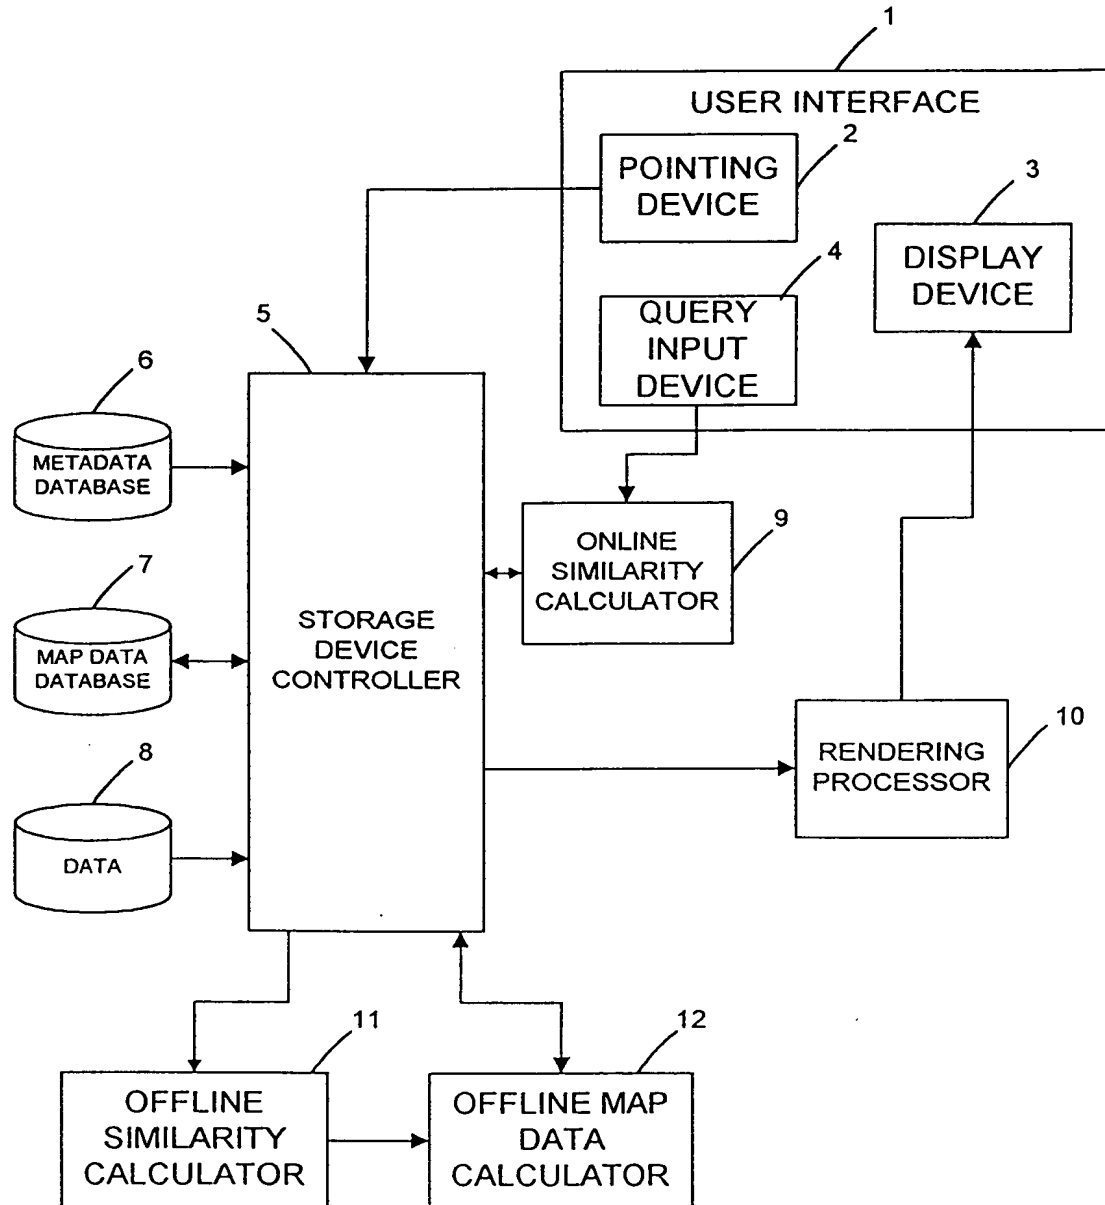 1
USER INTERFACE
2
POINTING
DEVICE
3
DISPLAY
DEVICE
4
QUERY
INPUT
DEVICE
5
STORAGE
DEVICE
CONTROLLER
6
METADATA
DATABASE
7
MAP DATA
DATABASE
8
DATA
9
ONLINE
SIMILARITY
CALCULATOR
10
RENDERING
PROCESSOR
11
OFFLINE
SIMILARITY
CALCULATOR
12
OFFLINE MAP
DATA
CALCULATOR